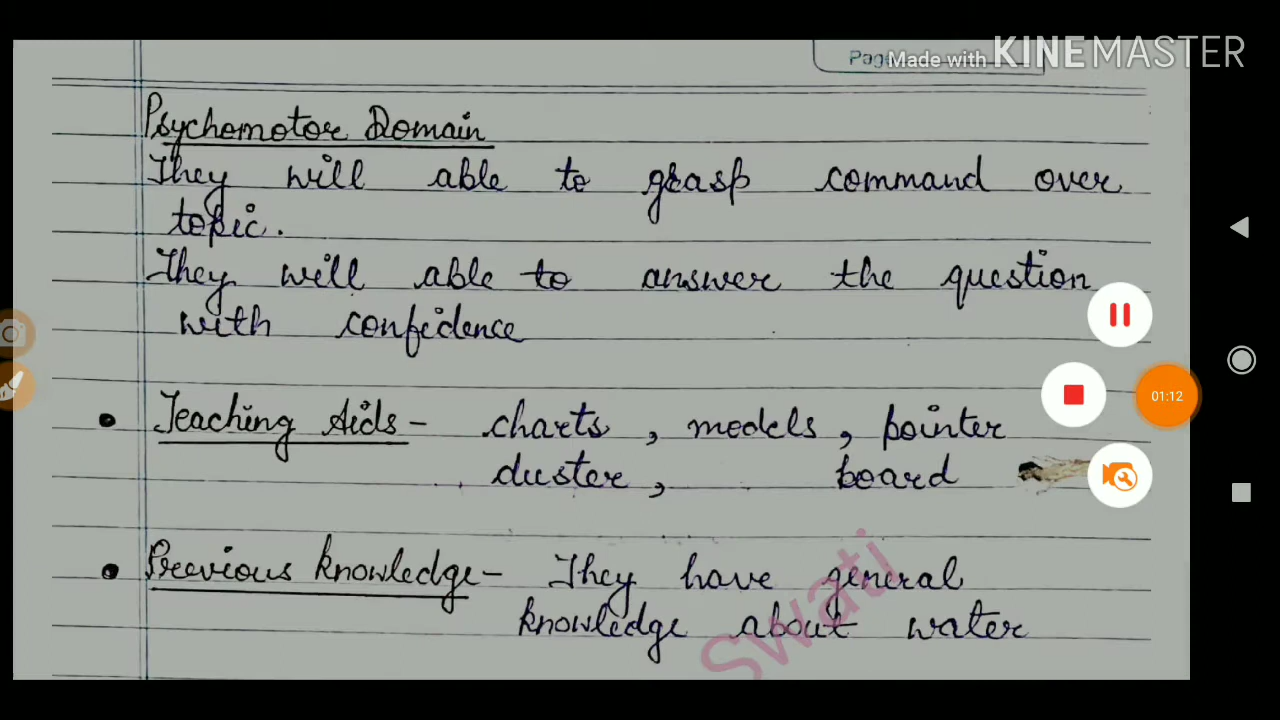 Page
Made with KINEMASTER
Psychomotor Domain
They will able to grasp command over
topic.
They will able to answer the question
with confidence
01:12
• Teaching Aids - charts, models, pointer
duster, board
• Previous knowledge - They have general
knowledge about water
Swati